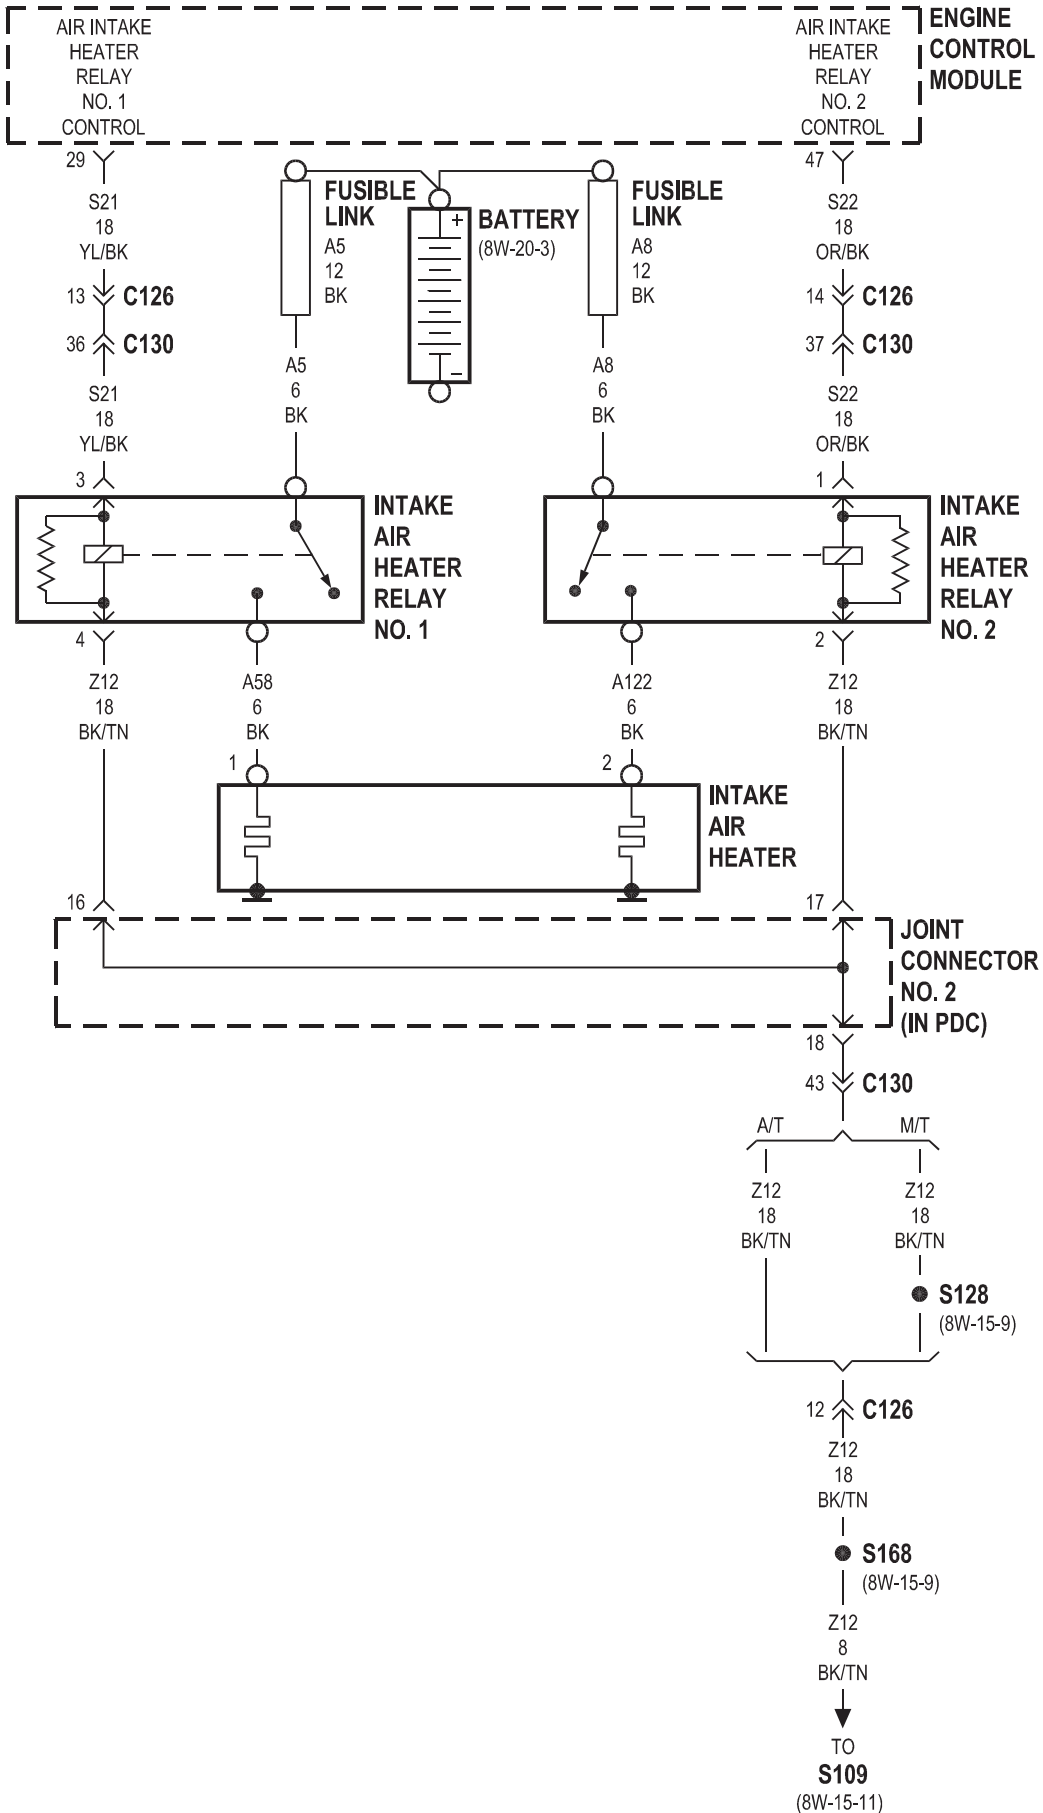 AIR INTAKE
HEATER
RELAY
NO. 1
CONTROL
AIR INTAKE
HEATER
RELAY
NO. 2
CONTROL
ENGINE
CONTROL
MODULE
29
S21
18
YL/BK
13
C126
36
C130
S21
18
YL/BK
3
FUSIBLE
LINK
A5
12
BK
A5
6
BK
+
−
BATTERY
(8W-20-3)
FUSIBLE
LINK
A8
12
BK
A8
6
BK
47
S22
18
OR/BK
14
C126
37
C130
S22
18
OR/BK
1
INTAKE
AIR
HEATER
RELAY
NO. 1
INTAKE
AIR
HEATER
RELAY
NO. 2
4
Z12
18
BK/TN
A58
6
BK
1
A122
6
BK
2
2
Z12
18
BK/TN
INTAKE
AIR
HEATER
16
17
JOINT
CONNECTOR
NO. 2
(IN PDC)
18
43
C130
A/T
M/T
Z12
18
BK/TN
Z12
18
BK/TN
S128
(8W-15-9)
12
C126
Z12
18
BK/TN
S168
(8W-15-9)
Z12
8
BK/TN
TO
S109
(8W-15-11)